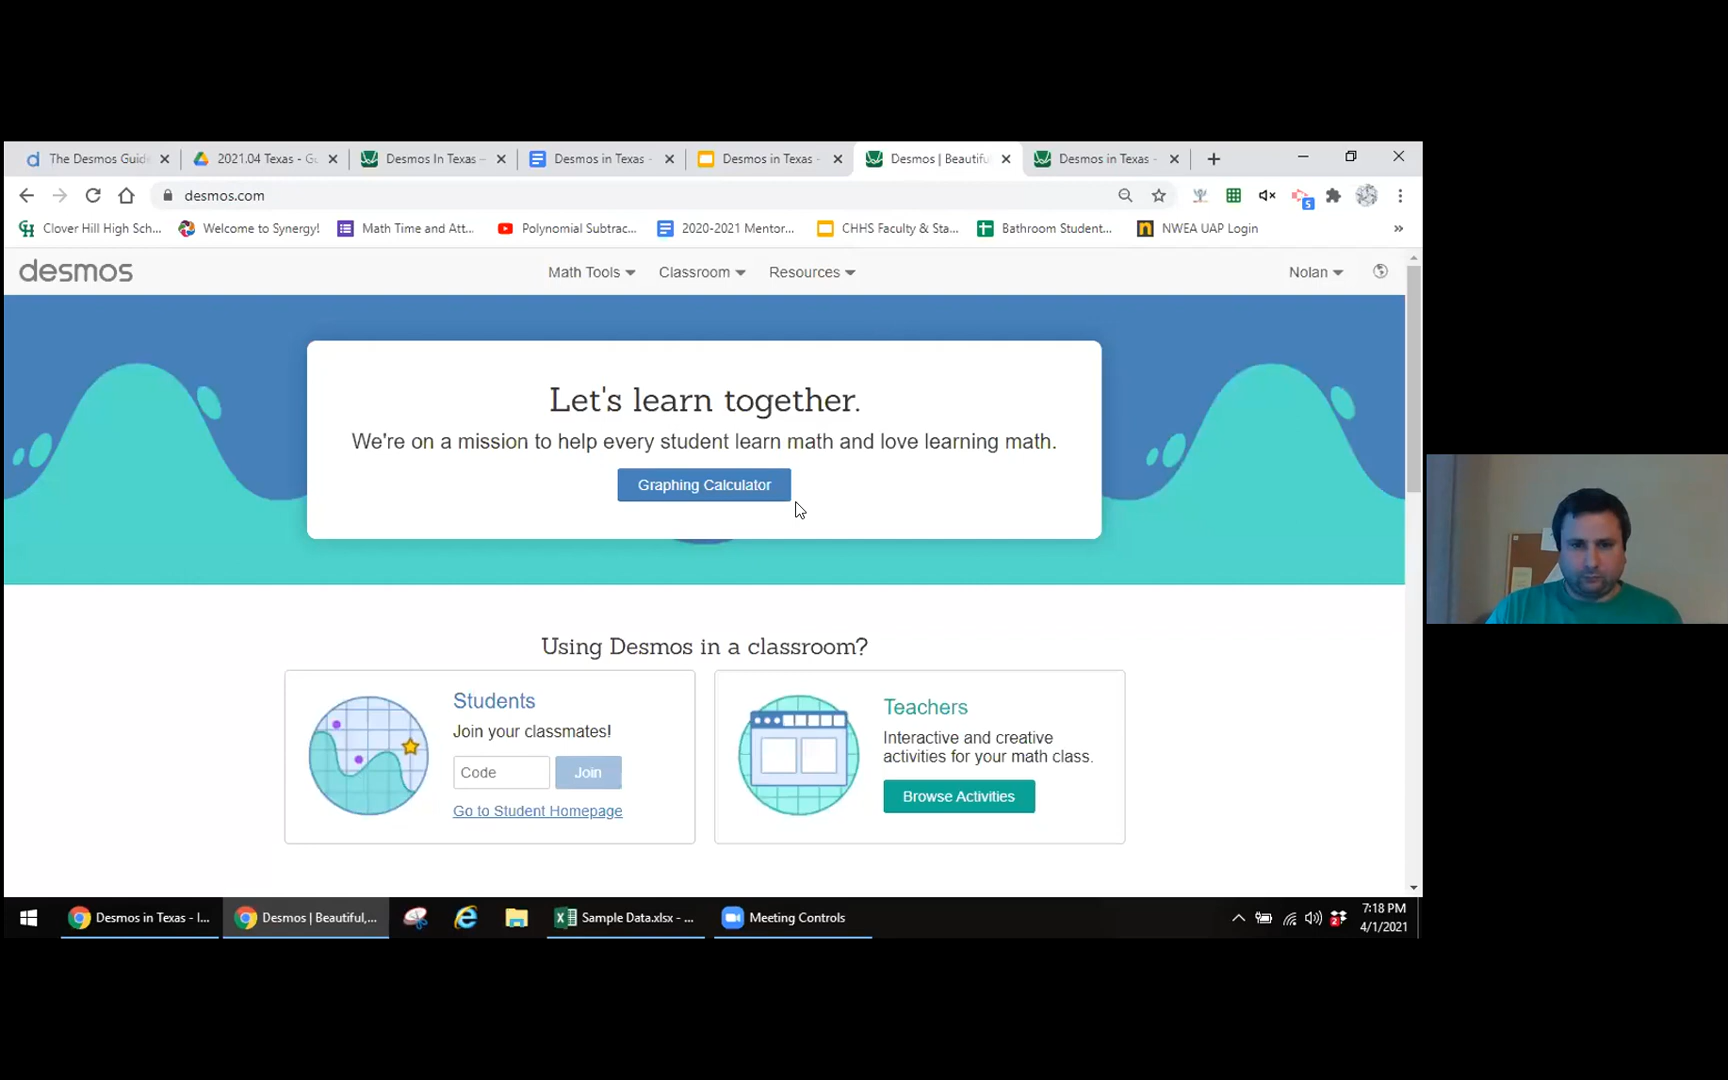 The Desmos Guid
2021.04 Texas - Gu
Desmos In Texas –
Desmos in Texas -
Desmos in Texas -
Desmos | Beautiful
Desmos in Texas -
desmos.com
5
Clover Hill High Sch...
Welcome to Synergy!
Math Time and Att...
Polynomial Subtrac...
2020-2021 Mentor...
CHHS Faculty & Sta...
Bathroom Student...
NWEA UAP Login
desmos
Math Tools
Classroom
Resources
Nolan
Let's learn together.
We're on a mission to help every student learn math and love learning math.
Graphing Calculator
Using Desmos in a classroom?
Students
Join your classmates!
Code
Join
Go to Student Homepage
Teachers
Interactive and creative
activities for your math class.
Browse Activities
Desmos in Texas - I...
Desmos | Beautiful,...
Sample Data.xlsx - ...
Meeting Controls
7:18 PM
4/1/2021